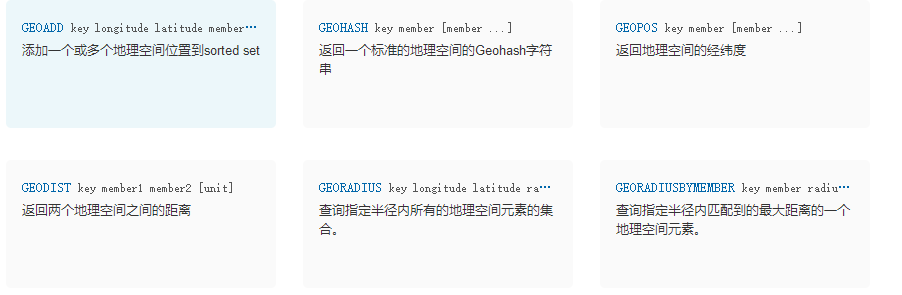 GEOADD key longitude latitude member…
添加一个或多个地理空间位置到sorted set
GEOHASH key member [member ...]
返回一个标准的地理空间的Geohash字符
串
GEOPOS key member [member ...]
返回地理空间的经纬度
GEODIST key member1 member2 [unit]
返回两个地理空间之间的距离
GEORADIUS key longitude latitude ra…
查询指定半径内所有的地理空间元素的集
合。
GEORADIUSBYMEMBER key member radiu…
查询指定半径内匹配到的最大距离的一个
地理空间元素。